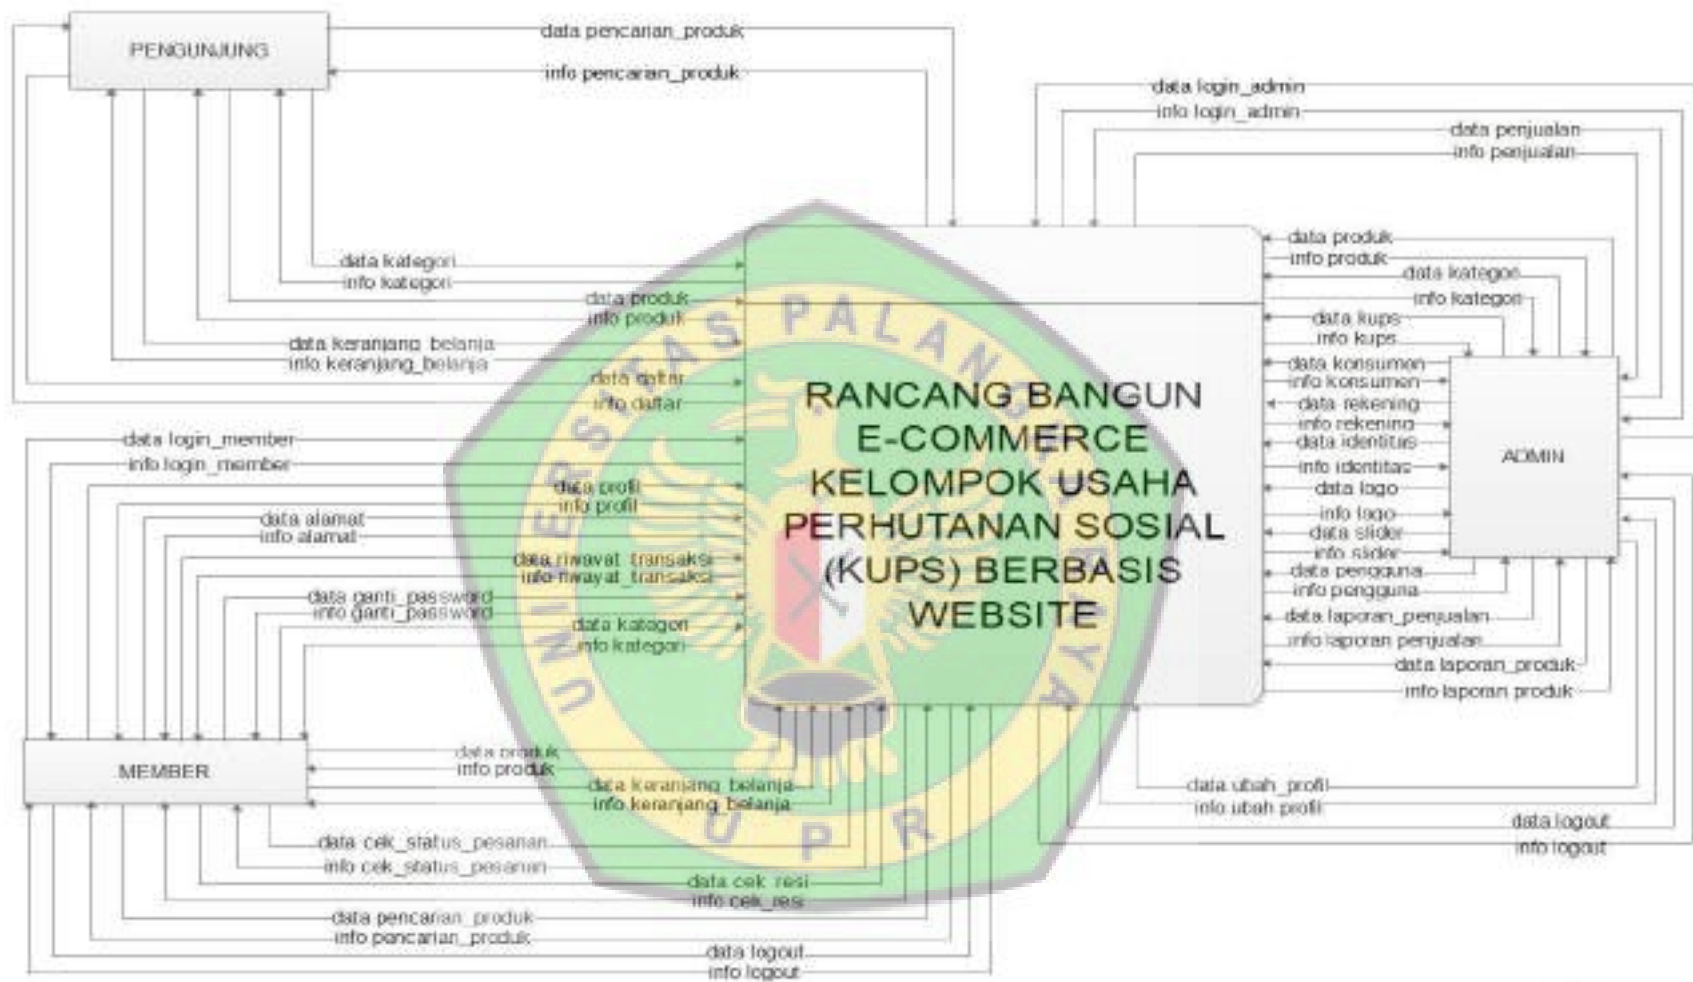 PENGUNJUNG
data pencarian_produk
info pencarian_produk
data login_admin
info login_admin
data penjualan
info penjualan
data kategori
info kategori
data produk
info produk
data keranjang_belanja
info keranjang_belanja
data daftar
info daftar
data login_member
info login_member
data profil
info profil
data alamat
info alamat
data riwayat_transaksi
info riwayat_transaksi
data ganti_password
info ganti_password
data kategori
info kategori
UNIVERSITAS PALANGKA RAYA
UPR
RANCANG BANGUN
E-COMMERCE
KELOMPOK USAHA
PERHUTANAN SOSIAL
(KUPS) BERBASIS
WEBSITE
data produk
info produk
data kategori
info kategori
data kups
info kups
data konsumen
info konsumen
data rekening
info rekening
data identitas
info identitas
data logo
info logo
data slider
info slider
data pengguna
info pengguna
data laporan_penjualan
info laporan penjualan
data laporan_produk
info laporan produk
ADMIN
MEMBER
data produk
info produk
data keranjang_belanja
info keranjang_belanja
data cek_status_pesanan
info cek_status_pesanan
data cek_resi
info cek_resi
data pencarian_produk
info pencarian_produk
data logout
info logout
data ubah_profil
info ubah profil
data logout
info logout